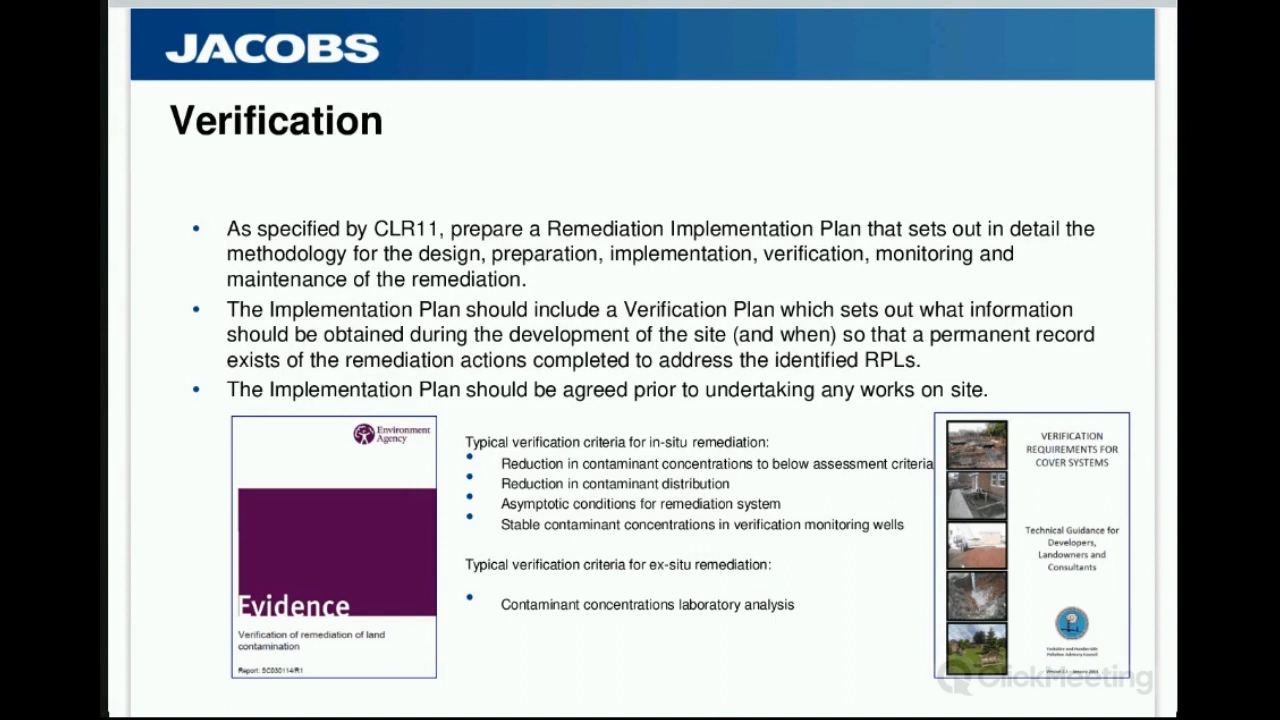 JACOBS
Verification
• As specified by CLR11, prepare a Remediation Implementation Plan that sets out in detail the
methodology for the design, preparation, implementation, verification, monitoring and
maintenance of the remediation.
• The Implementation Plan should include a Verification Plan which sets out what information
should be obtained during the development of the site (and when) so that a permanent record
exists of the remediation actions completed to address the identified RPLs.
• The Implementation Plan should be agreed prior to undertaking any works on site.
Environment
Agency
Evidence
Verification of remediation of land
contamination
Report: SC030114/R1
Typical verification criteria for in-situ remediation:
• Reduction in contaminant concentrations to below assessment criteria
• Reduction in contaminant distribution
• Asymptotic conditions for remediation system
• Stable contaminant concentrations in verification monitoring wells
Typical verification criteria for ex-situ remediation:
• Contaminant concentrations laboratory analysis
VERIFICATION
REQUIREMENTS FOR
COVER SYSTEMS
Technical Guidance for
Developers,
Landowners and
Consultants
ClickMeeting